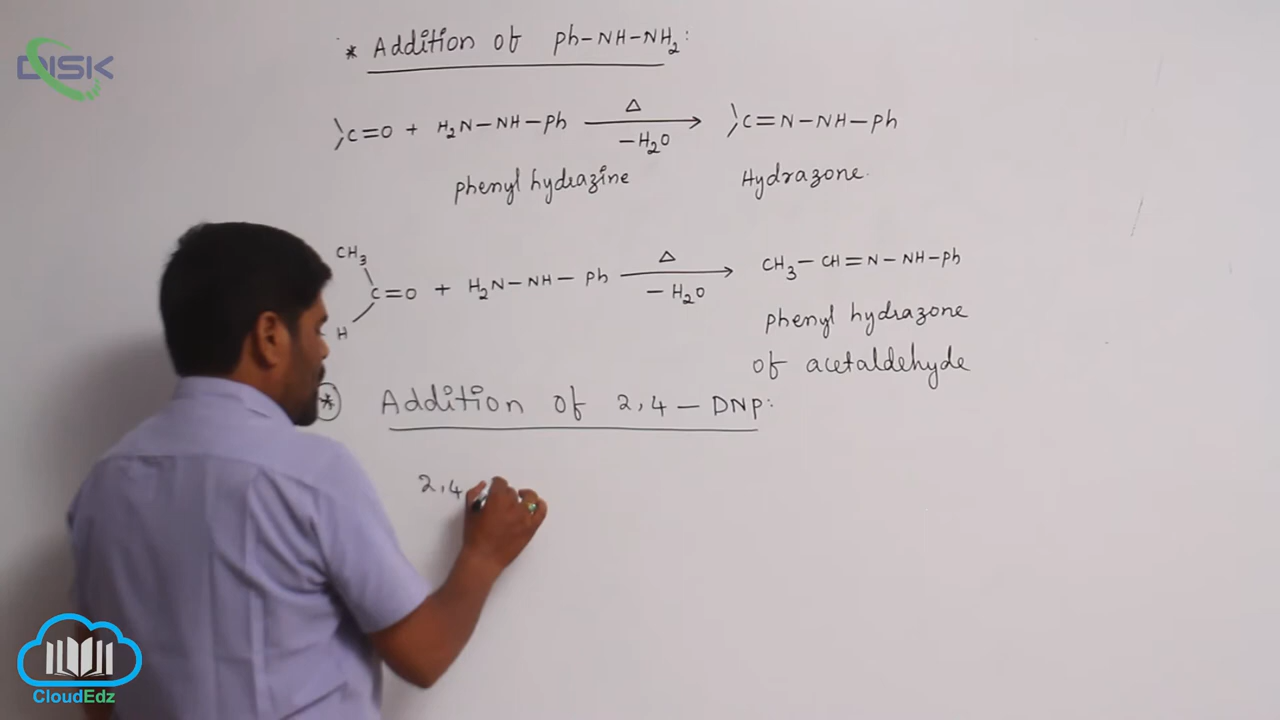 DISK
* Addition of Ph-NH-NH₂:
>C=O + H₂N-NH-Ph —Δ, -H₂O→ >C=N-NH-Ph
phenyl hydrazine Hydrazone.
CH₃
C=O + H₂N-NH-Ph —Δ, -H₂O→ CH₃-CH=N-NH-Ph
H
phenyl hydrazone
of acetaldehyde
* Addition of 2,4-DNP:
2,4
CloudEdz